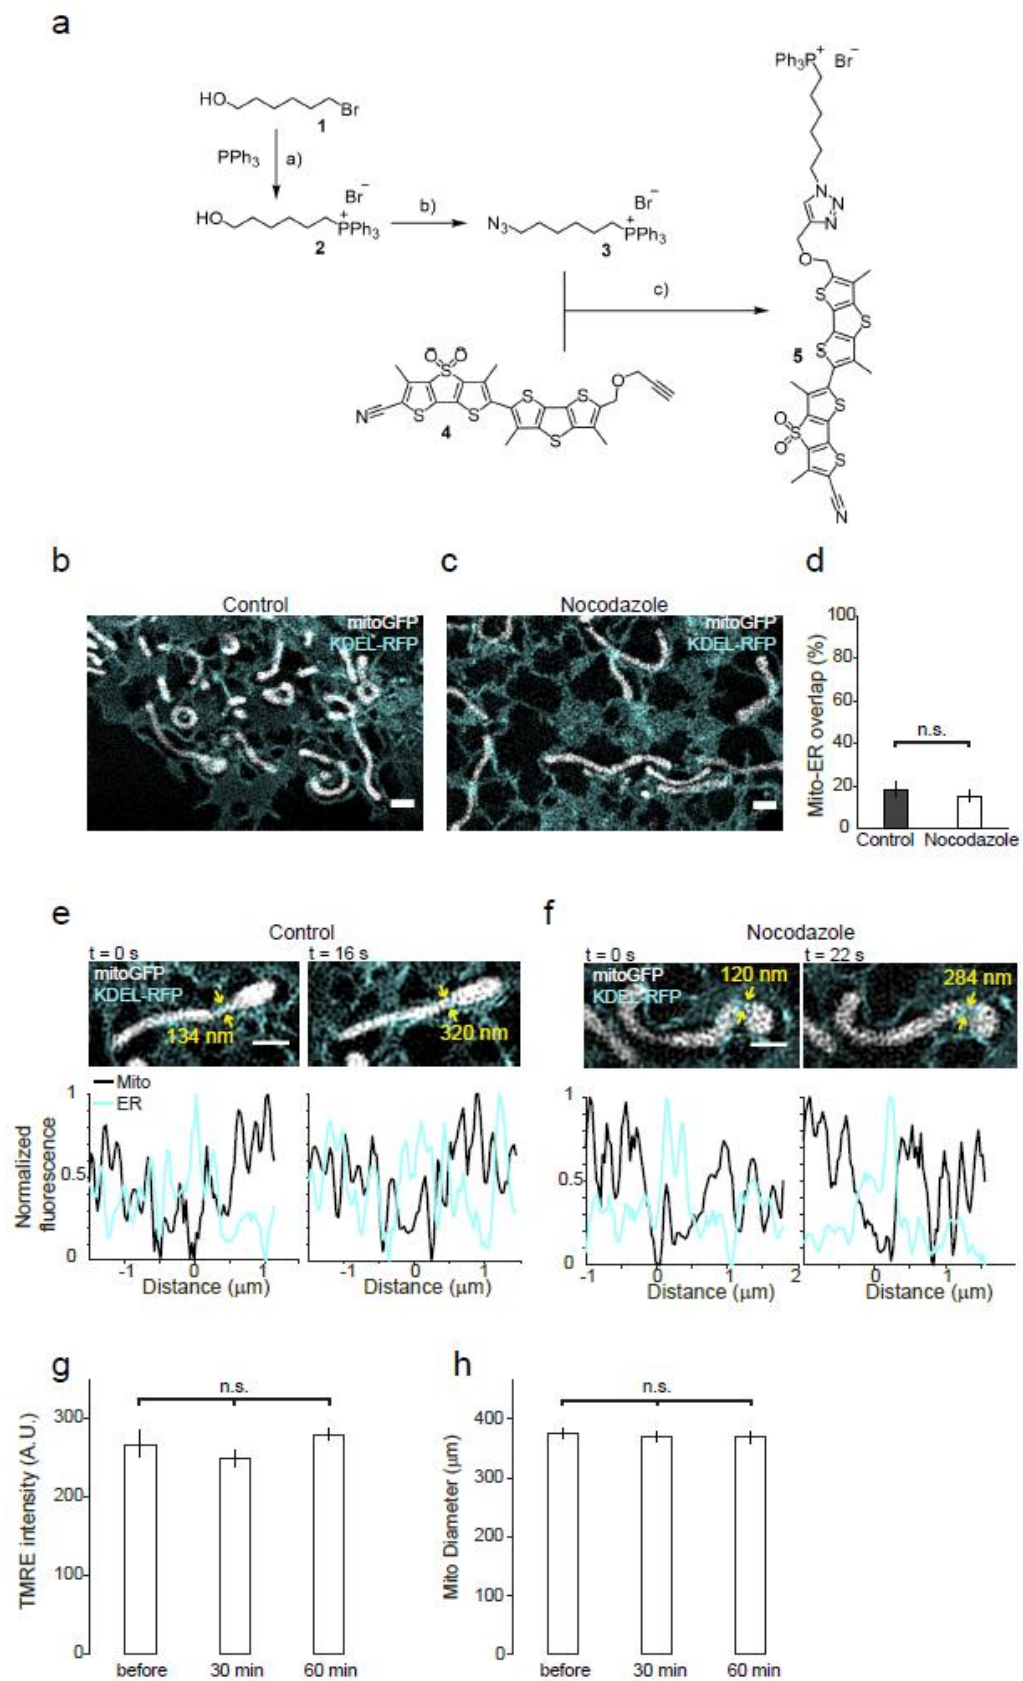 a
Ph3P+ Br−
HO Br
1
PPh3 a)
Br−
HO +PPh3
2
b)
Br−
N3 +PPh3
3
c)
N
N
N
O
S
CH
S
S
5
S
O
O
S
S
N
O O
S
N S S
4
S S
S
O
b
Control
mitoGFP
KDEL-RFP
c
Nocodazole
mitoGFP
KDEL-RFP
d
Mito-ER overlap (%)
100
80
60
40
20
0
n.s.
Control Nocodazole
e
Control
t = 0 s
mitoGFP
KDEL-RFP
134 nm
t = 16 s
320 nm
Mito
ER
Normalized
fluorescence
1
0.5
0
-1 0 1
Distance (μm)
-1 0 1
Distance (μm)
f
Nocodazole
t = 0 s
mitoGFP
KDEL-RFP
120 nm
t = 22 s
284 nm
1
0.5
0
-1 0 1 2
Distance (μm)
0 1
Distance (μm)
g
TMRE intensity (A.U.)
300
200
100
0
n.s.
before 30 min 60 min
h
Mito Diameter (μm)
400
300
200
100
0
n.s.
before 30 min 60 min